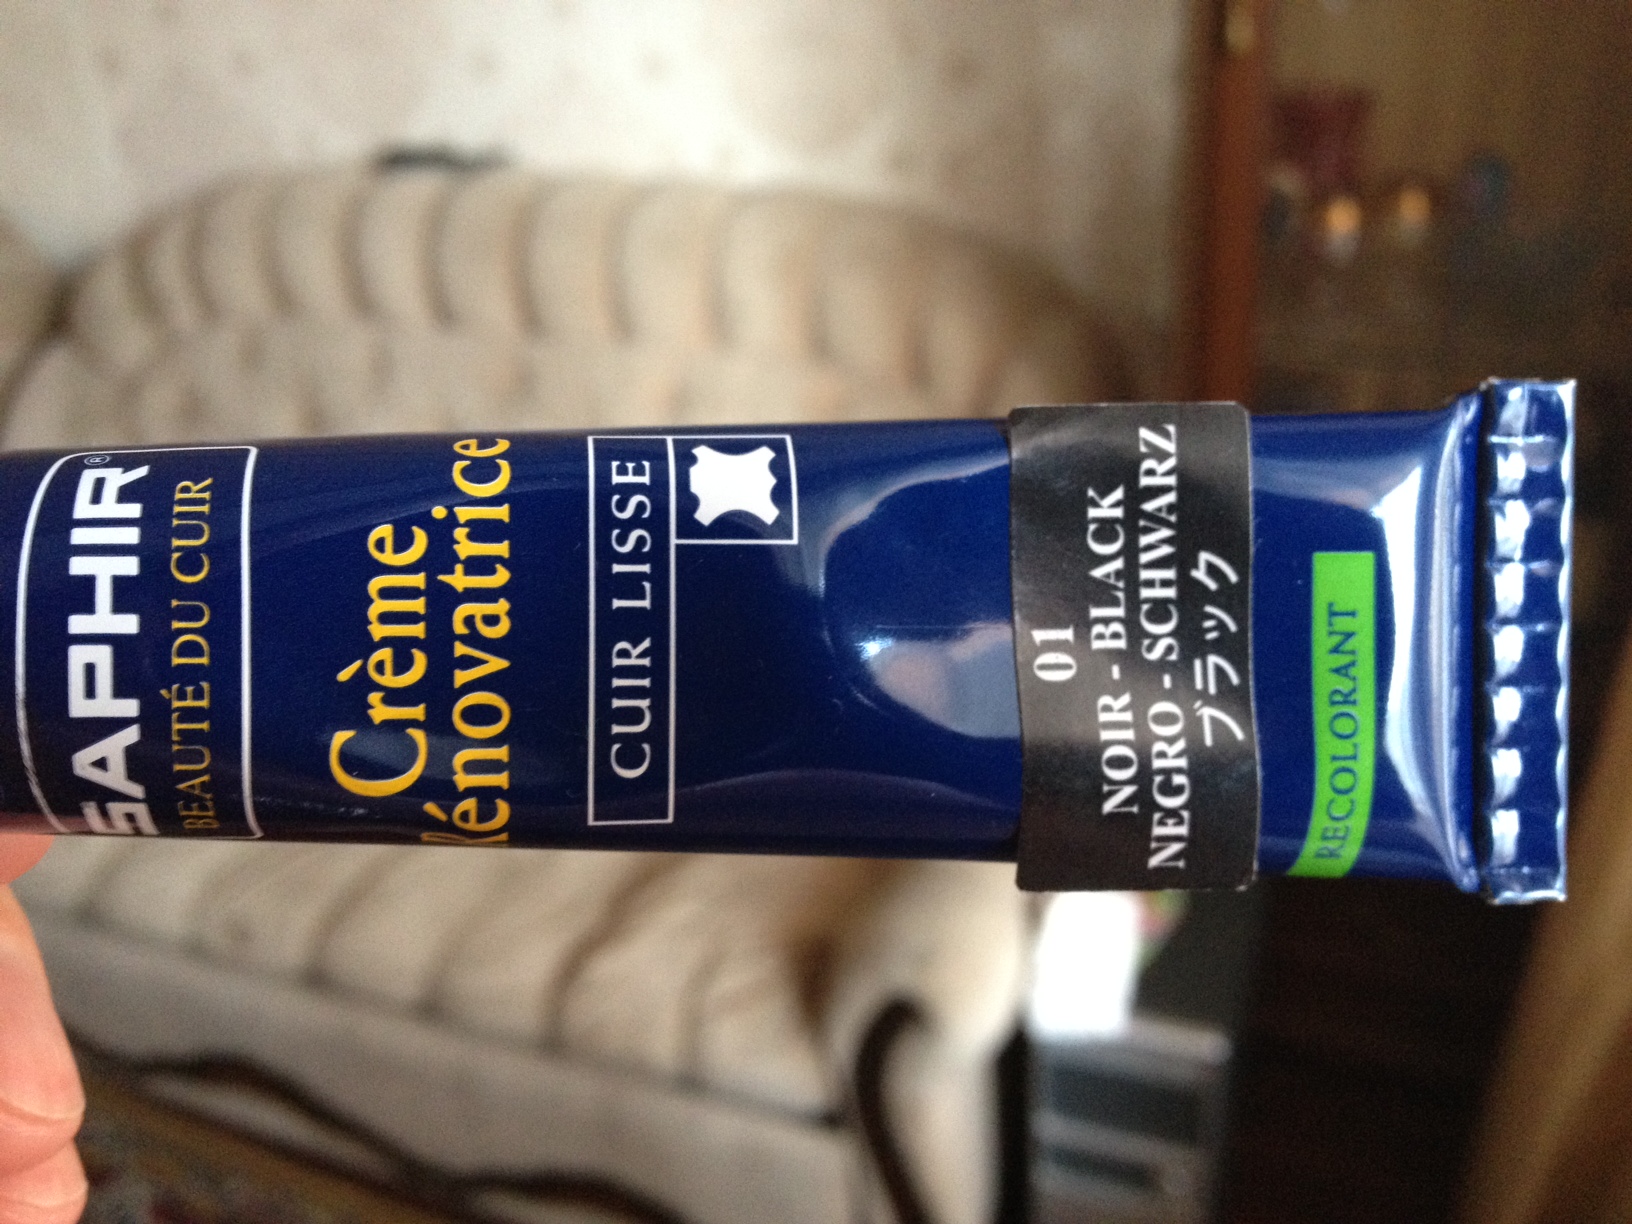 SAPHIR®
BEAUTÉ DU CUIR
Crème
Rénovatrice
CUIR LISSE
01
NOIR - BLACK
NEGRO - SCHWARZ
ブラック
RECOLORANT